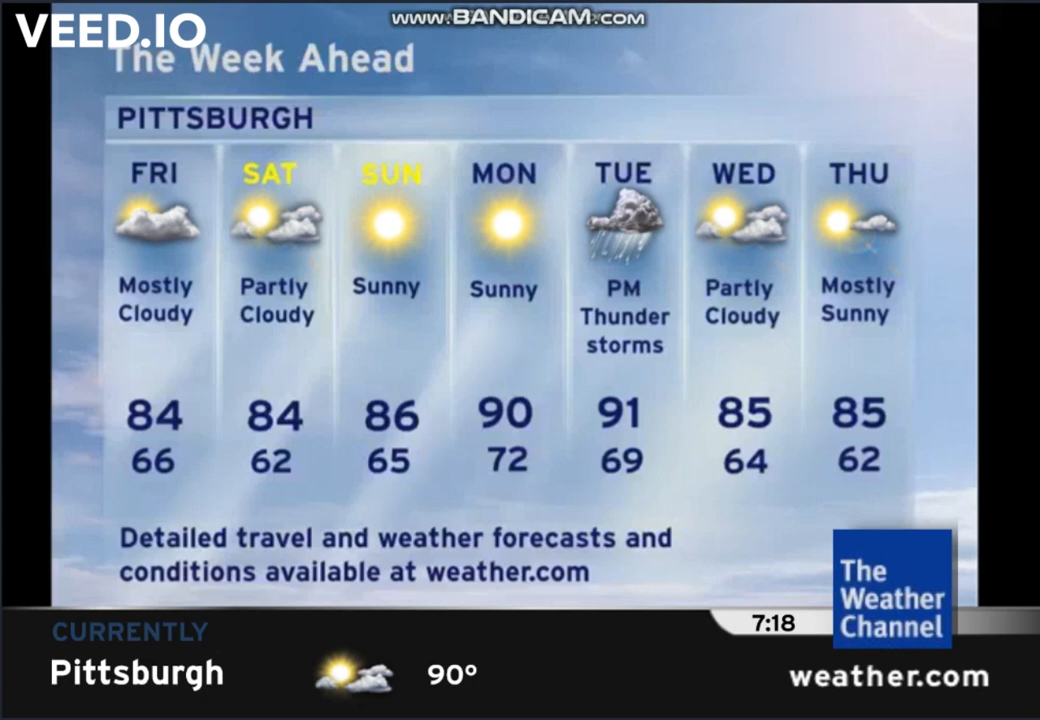 www.BANDICAM.com
VEED.IO
The Week Ahead
PITTSBURGH
FRI SAT SUN MON TUE WED THU
Mostly Partly Sunny Sunny PM Partly Mostly
Cloudy Cloudy Thunder Cloudy Sunny
storms
84 84 86 90 91 85 85
66 62 65 72 69 64 62
Detailed travel and weather forecasts and
conditions available at weather.com
The
Weather
Channel
7:18
CURRENTLY
Pittsburgh 90° weather.com